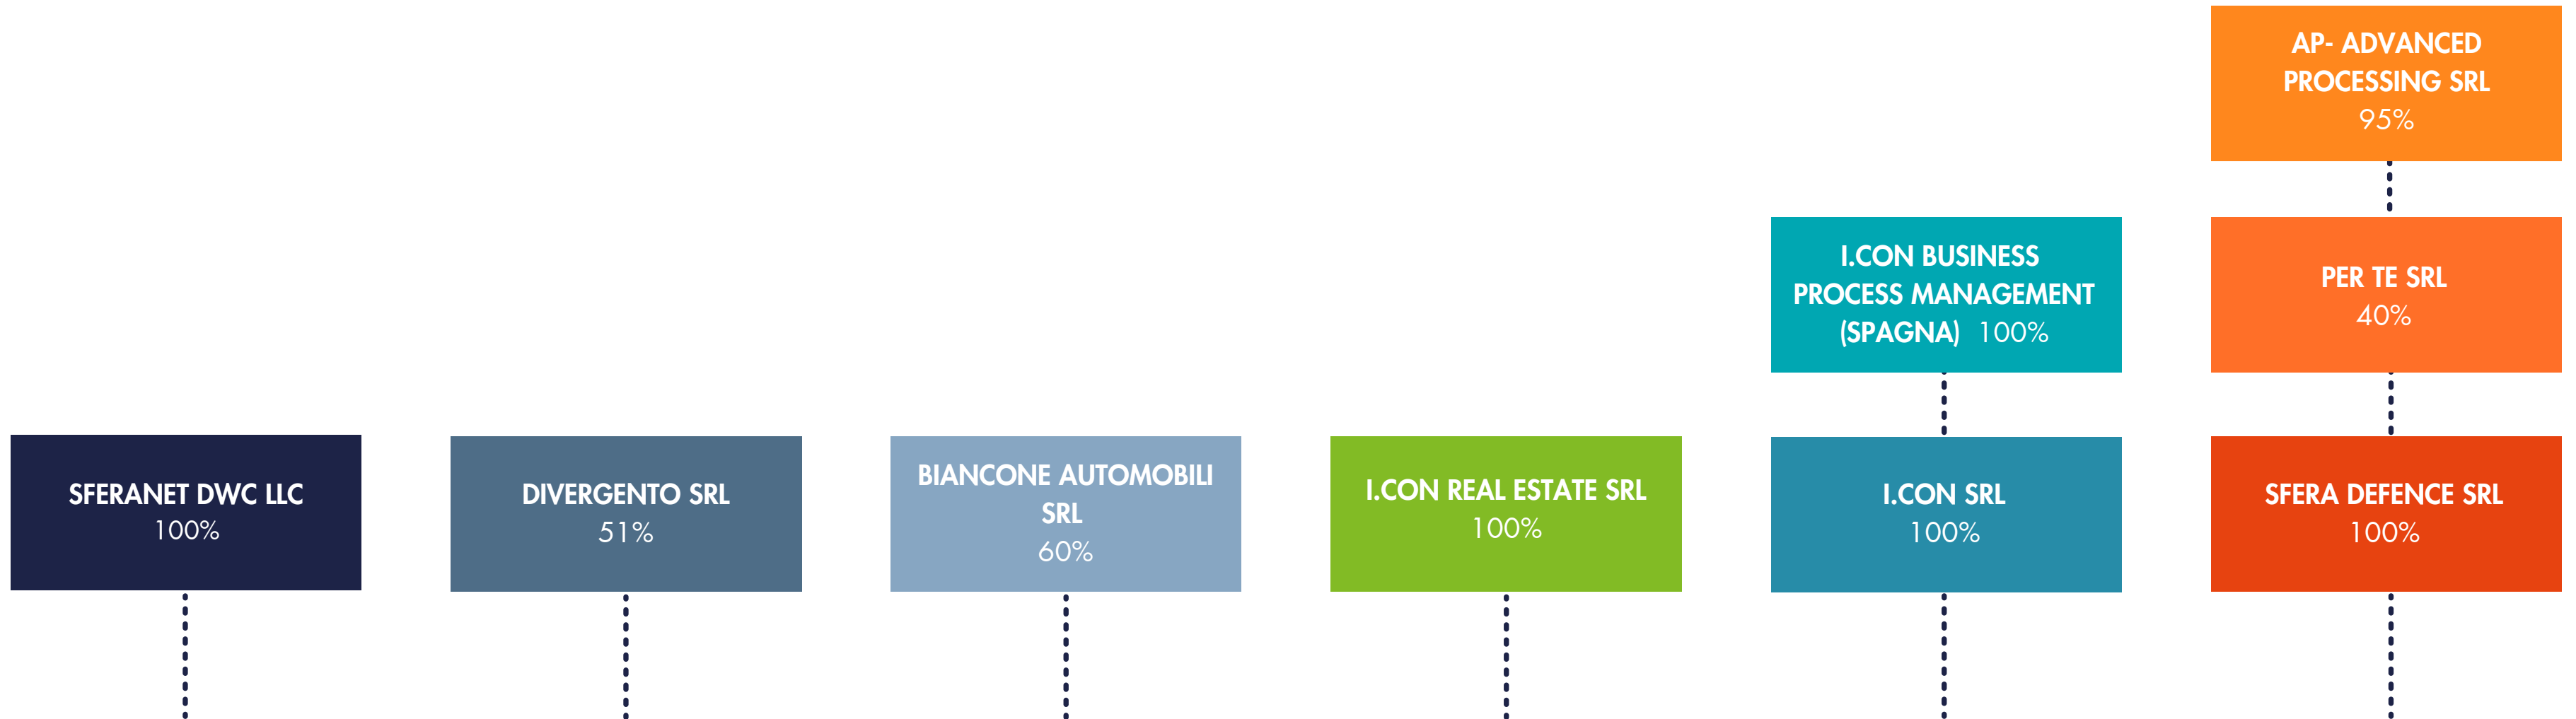 AP- ADVANCED
PROCESSING SRL
95%
I.CON BUSINESS
PROCESS MANAGEMENT
(SPAGNA) 100%
PER TE SRL
40%
SFERANET DWC LLC
100%
DIVERGENTO SRL
51%
BIANCONE AUTOMOBILI
SRL
60%
I.CON REAL ESTATE SRL
100%
I.CON SRL
100%
SFERA DEFENCE SRL
100%